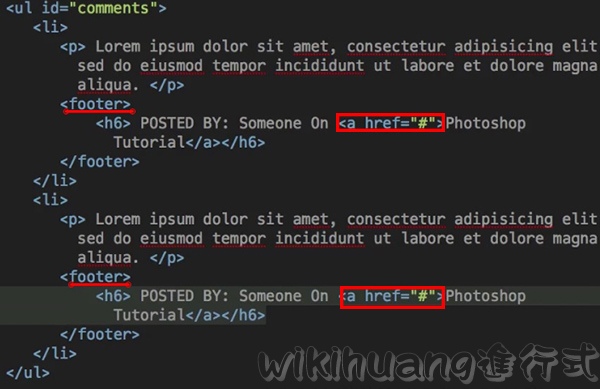 <ul id="comments">
<li>
<p> Lorem ipsum dolor sit amet, consectetur adipisicing elit
sed do eiusmod tempor incididunt ut labore et dolore magna
aliqua. </p>
<footer>
<h6> POSTED BY: Someone On <a href="#">Photoshop
Tutorial</a></h6>
</footer>
</li>
<li>
<p> Lorem ipsum dolor sit amet, consectetur adipisicing elit
sed do eiusmod tempor incididunt ut labore et dolore magna
aliqua. </p>
<footer>
<h6> POSTED BY: Someone On <a href="#">Photoshop
Tutorial</a></h6>
</footer>
</li>
</ul>
wikihuang進行式